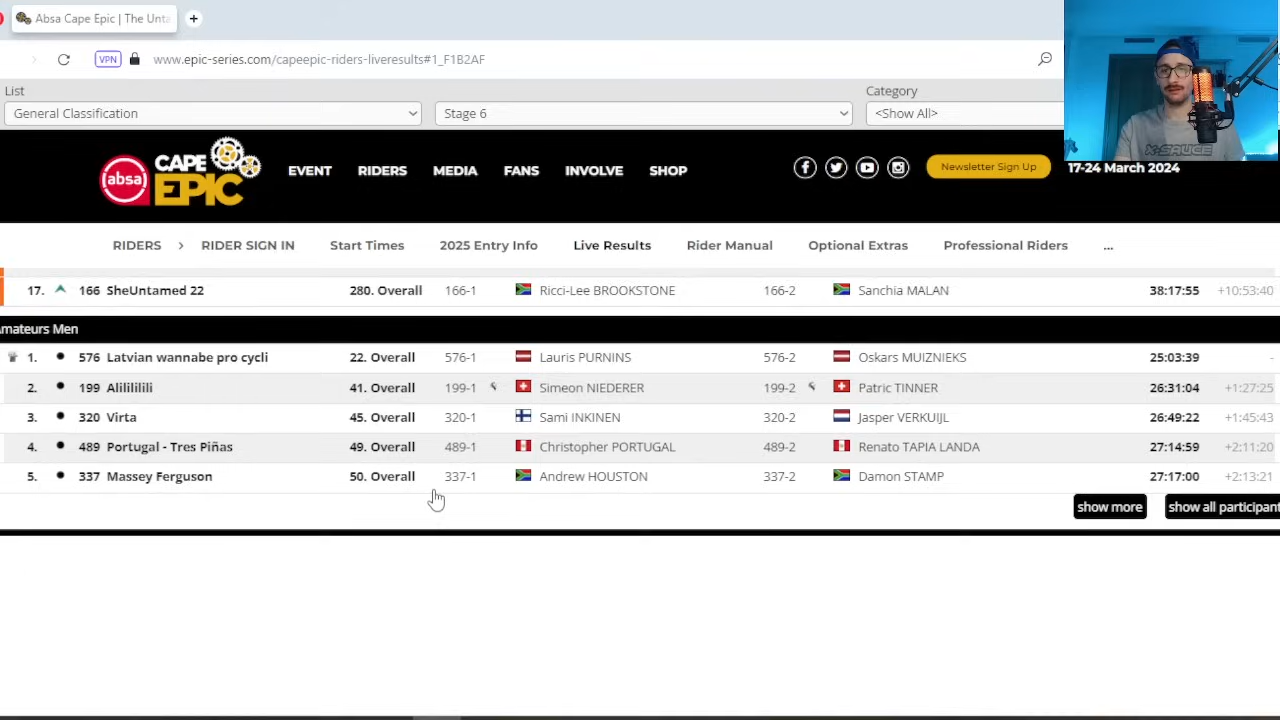 Absa Cape Epic | The Unta
+
VPN
www.epic-series.com/capeepic-riders-liveresults#1_F1B2AF
List
Category
General Classification
Stage 6
<Show All>
absa CAPE EPIC
EVENT RIDERS MEDIA FANS INVOLVE SHOP
Newsletter Sign Up
17-24 March 2024
X-SAUCE
RIDERS > RIDER SIGN IN Start Times 2025 Entry Info Live Results Rider Manual Optional Extras Professional Riders ...
17. 166 SheUntamed 22 280. Overall 166-1 Ricci-Lee BROOKSTONE 166-2 Sanchia MALAN 38:17:55 +10:53:40
Amateurs Men
1. 576 Latvian wannabe pro cycli 22. Overall 576-1 Lauris PURNINS 576-2 Oskars MUIZNIEKS 25:03:39 -
2. 199 Alilililili 41. Overall 199-1 Simeon NIEDERER 199-2 Patric TINNER 26:31:04 +1:27:25
3. 320 Virta 45. Overall 320-1 Sami INKINEN 320-2 Jasper VERKUIJL 26:49:22 +1:45:43
4. 489 Portugal - Tres Piñas 49. Overall 489-1 Christopher PORTUGAL 489-2 Renato TAPIA LANDA 27:14:59 +2:11:20
5. 337 Massey Ferguson 50. Overall 337-1 Andrew HOUSTON 337-2 Damon STAMP 27:17:00 +2:13:21
show more show all participant